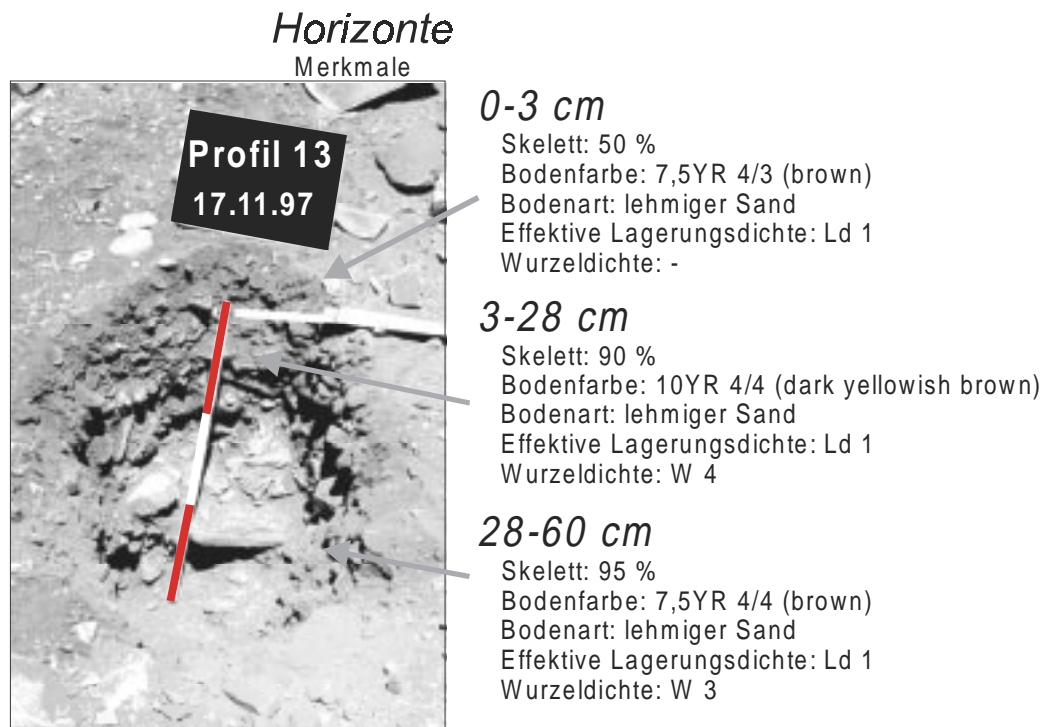 Horizonte
Merkmale
Profil 13
17.11.97
0-3 cm
Skelett: 50 %
Bodenfarbe: 7,5YR 4/3 (brown)
Bodenart: lehmiger Sand
Effektive Lagerungsdichte: Ld 1
Wurzeldichte: -
3-28 cm
Skelett: 90 %
Bodenfarbe: 10YR 4/4 (dark yellowish brown)
Bodenart: lehmiger Sand
Effektive Lagerungsdichte: Ld 1
Wurzeldichte: W 4
28-60 cm
Skelett: 95 %
Bodenfarbe: 7,5YR 4/4 (brown)
Bodenart: lehmiger Sand
Effektive Lagerungsdichte: Ld 1
Wurzeldichte: W 3